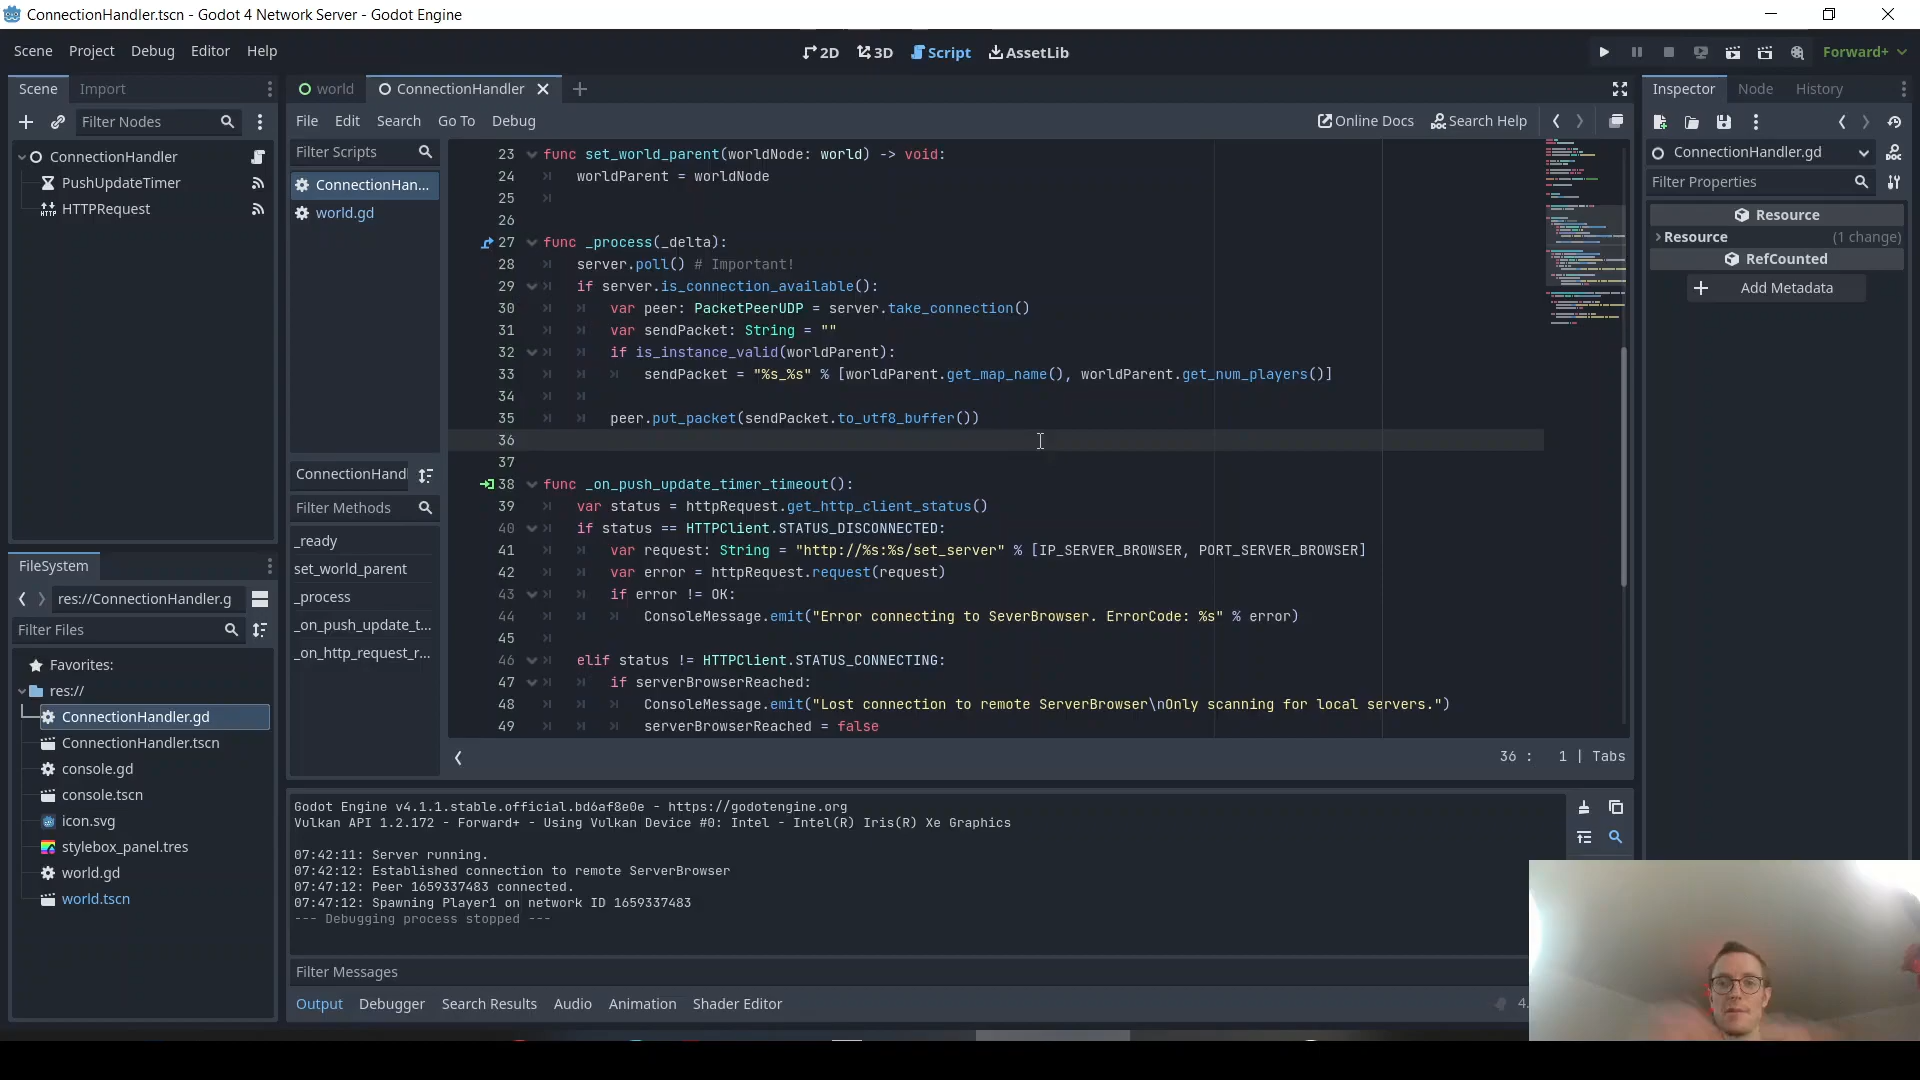 ConnectionHandler.tscn - Godot 4 Network Server - Godot Engine
Scene Project Debug Editor Help
2D 3D Script AssetLib
Forward+
Scene Import
world ConnectionHandler
Inspector Node History
Filter Nodes
File Edit Search Go To Debug
Online Docs Search Help
ConnectionHandler
PushUpdateTimer
HTTPRequest
Filter Scripts
ConnectionHan...
world.gd
ConnectionHandler.gd
Filter Properties
Resource
Resource (1 change)
RefCounted
Add Metadata
23 func set_world_parent(worldNode: world) -> void:
24 worldParent = worldNode
25
26
27 func _process(_delta):
28 server.poll() # Important!
29 if server.is_connection_available():
30 var peer: PacketPeerUDP = server.take_connection()
31 var sendPacket: String = ""
32 if is_instance_valid(worldParent):
33 sendPacket = "%s_%s" % [worldParent.get_map_name(), worldParent.get_num_players()]
34
35 peer.put_packet(sendPacket.to_utf8_buffer())
36
37
38 func _on_push_update_timer_timeout():
39 var status = httpRequest.get_http_client_status()
40 if status == HTTPClient.STATUS_DISCONNECTED:
41 var request: String = "http://%s:%s/set_server" % [IP_SERVER_BROWSER, PORT_SERVER_BROWSER]
42 var error = httpRequest.request(request)
43 if error != OK:
44 ConsoleMessage.emit("Error connecting to SeverBrowser. ErrorCode: %s" % error)
45
46 elif status != HTTPClient.STATUS_CONNECTING:
47 if serverBrowserReached:
48 ConsoleMessage.emit("Lost connection to remote ServerBrowser\nOnly scanning for local servers.")
49 serverBrowserReached = false
36 : 1 | Tabs
ConnectionHandl
Filter Methods
_ready
set_world_parent
_process
_on_push_update_t...
_on_http_request_r...
FileSystem
res://ConnectionHandler.g
Filter Files
Favorites:
res://
ConnectionHandler.gd
ConnectionHandler.tscn
console.gd
console.tscn
icon.svg
stylebox_panel.tres
world.gd
world.tscn
Godot Engine v4.1.1.stable.official.bd6af8e0e - https://godotengine.org
Vulkan API 1.2.172 - Forward+ - Using Vulkan Device #0: Intel - Intel(R) Iris(R) Xe Graphics
07:42:11: Server running.
07:42:12: Established connection to remote ServerBrowser
07:47:12: Peer 1659337483 connected.
07:47:12: Spawning Player1 on network ID 1659337483
--- Debugging process stopped ---
Filter Messages
Output Debugger Search Results Audio Animation Shader Editor
4.